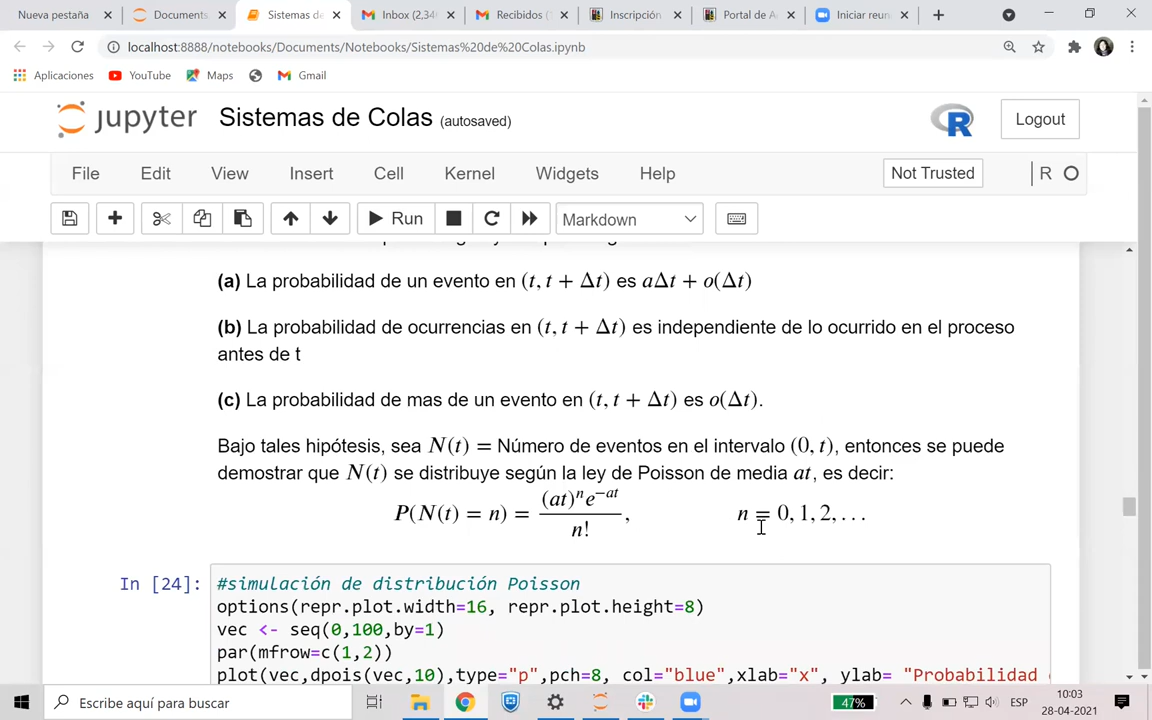 Nueva pestaña
Documents
Sistemas de
Inbox (2,34
Recibidos (
Inscripción
Portal de A
Iniciar reun
localhost:8888/notebooks/Documents/Notebooks/Sistemas%20de%20Colas.ipynb
Aplicaciones YouTube Maps Gmail
jupyter Sistemas de Colas (autosaved) R Logout
File Edit View Insert Cell Kernel Widgets Help Not Trusted R
Run Markdown
(a) La probabilidad de un evento en (t, t + Δt) es aΔt + o(Δt)
(b) La probabilidad de ocurrencias en (t, t + Δt) es independiente de lo ocurrido en el proceso
antes de t
(c) La probabilidad de mas de un evento en (t, t + Δt) es o(Δt).
Bajo tales hipótesis, sea N(t) = Número de eventos en el intervalo (0, t), entonces se puede
demostrar que N(t) se distribuye según la ley de Poisson de media at, es decir:
P(N(t) = n) = (at)^n e^{-at} / n!, n = 0, 1, 2, . . .
In [24]: #simulación de distribución Poisson
options(repr.plot.width=16, repr.plot.height=8)
vec <- seq(0,100,by=1)
par(mfrow=c(1,2))
plot(vec,dpois(vec,10),type="p",pch=8, col="blue",xlab="x", ylab= "Probabilidad
Escribe aquí para buscar
47%
ESP
10:03
28-04-2021